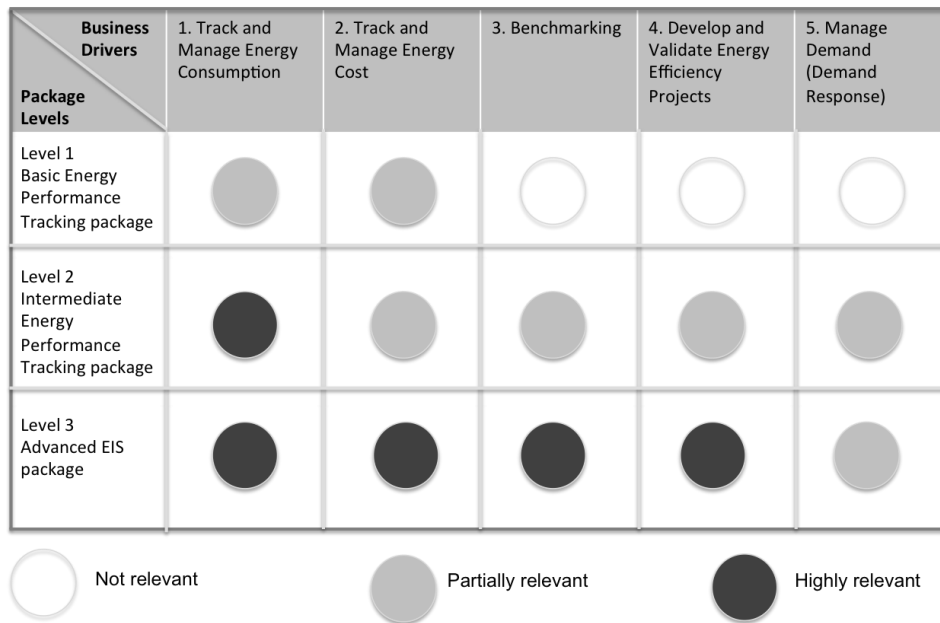 Business
Drivers
Package
Levels
1. Track and
Manage Energy
Consumption
2. Track and
Manage Energy
Cost
3. Benchmarking
4. Develop and
Validate Energy
Efficiency
Projects
5. Manage
Demand
(Demand
Response)
Level 1
Basic Energy
Performance
Tracking package
Level 2
Intermediate
Energy
Performance
Tracking package
Level 3
Advanced EIS
package
Not relevant
Partially relevant
Highly relevant